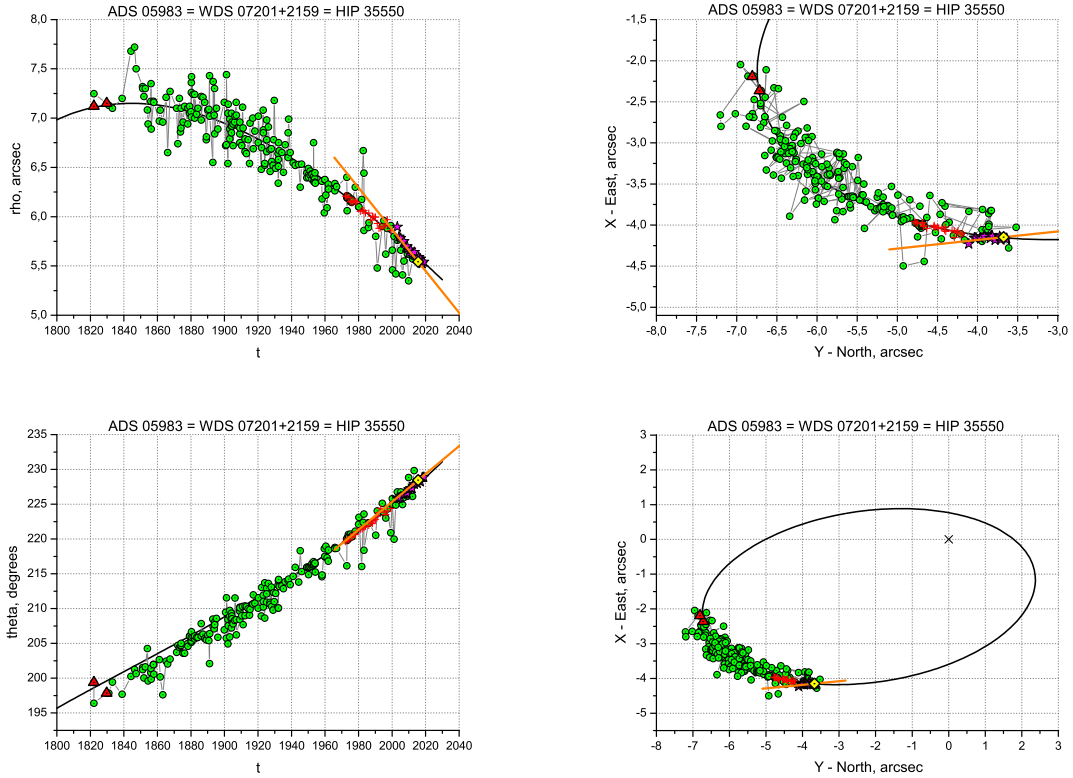 ADS 05983 = WDS 07201+2159 = HIP 35550
8,0
7,5
7,0
6,5
6,0
5,5
5,0
rho, arcsec
1800 1820 1840 1860 1880 1900 1920 1940 1960 1980 2000 2020 2040
t
ADS 05983 = WDS 07201+2159 = HIP 35550
-1,5
-2,0
-2,5
-3,0
-3,5
-4,0
-4,5
-5,0
X - East, arcsec
-8,0 -7,5 -7,0 -6,5 -6,0 -5,5 -5,0 -4,5 -4,0 -3,5 -3,0
Y - North, arcsec
ADS 05983 = WDS 07201+2159 = HIP 35550
235
230
225
220
215
210
205
200
195
theta, degrees
1800 1820 1840 1860 1880 1900 1920 1940 1960 1980 2000 2020 2040
t
ADS 05983 = WDS 07201+2159 = HIP 35550
3
2
1
0
-1
-2
-3
-4
-5
X - East, arcsec
-8 -7 -6 -5 -4 -3 -2 -1 0 1 2 3
Y - North, arcsec